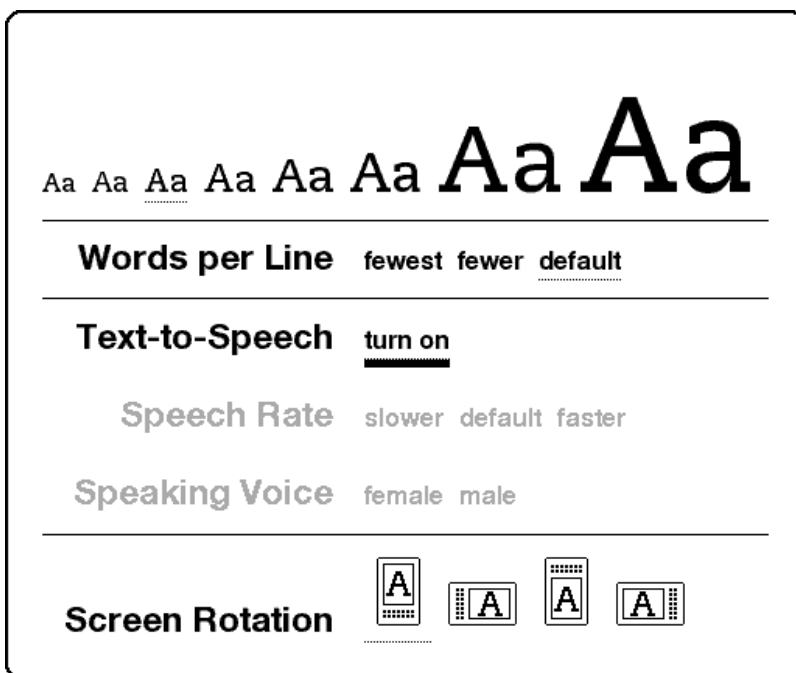 Aa Aa Aa Aa Aa Aa Aa Aa
Words per Line fewest fewer default
Text-to-Speech turn on
Speech Rate slower default faster
Speaking Voice female male
Screen Rotation A A A A